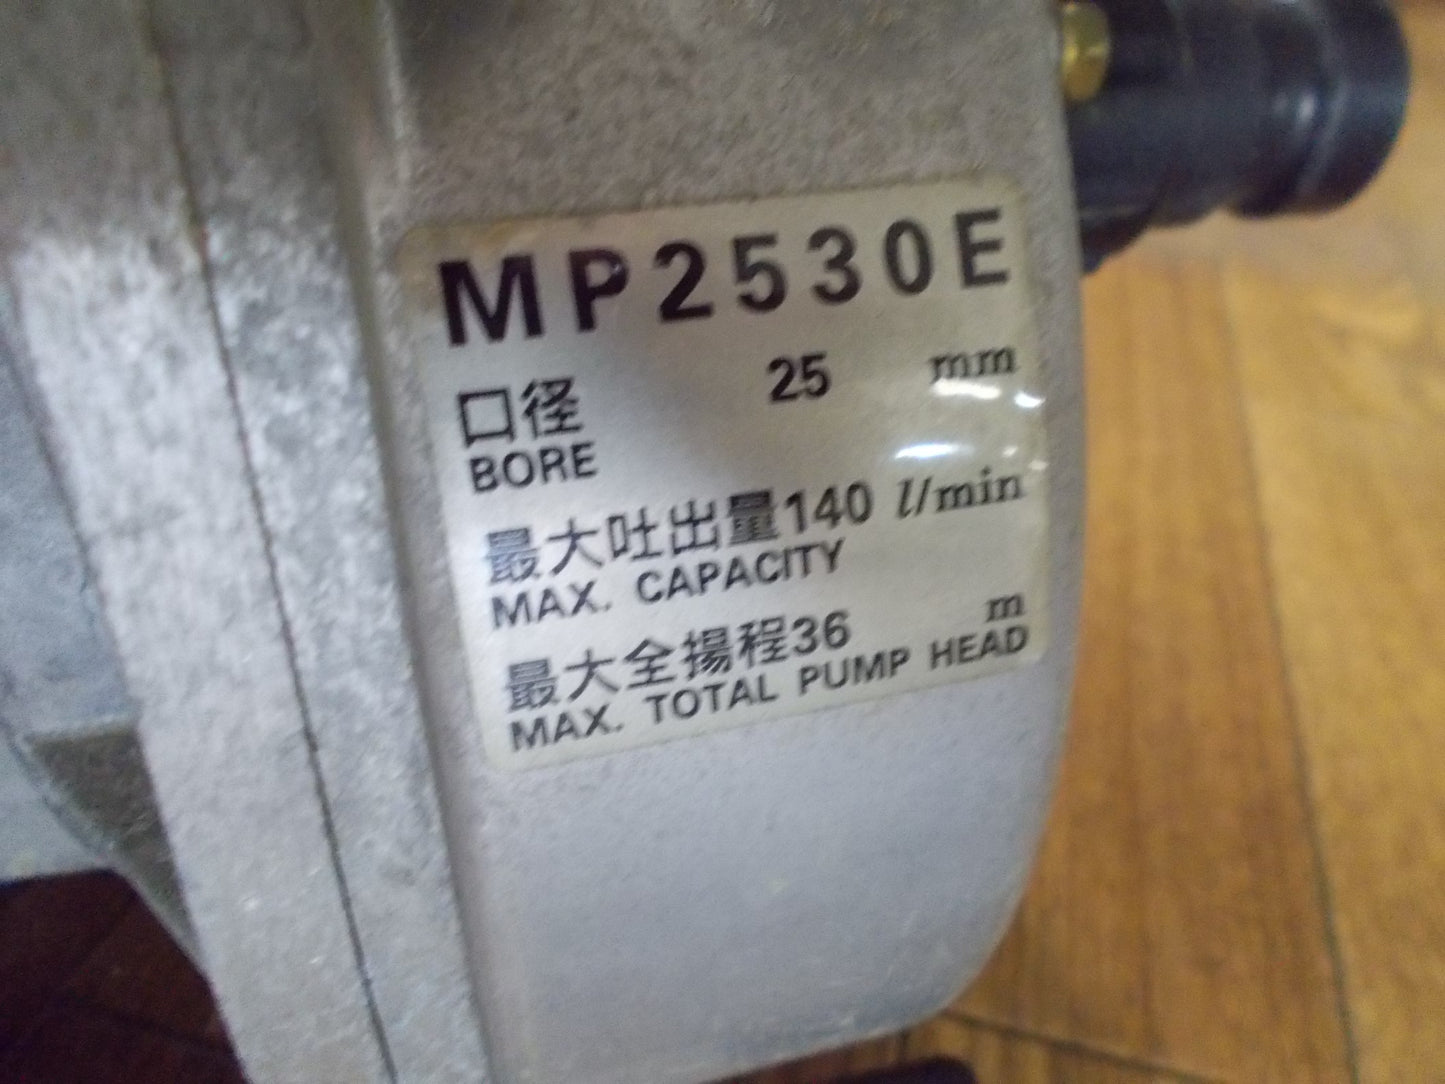 MP2530E
口径 25 mm
BORE
最大吐出量140 l/min
MAX. CAPACITY
最大全揚程36 m
MAX. TOTAL PUMP HEAD